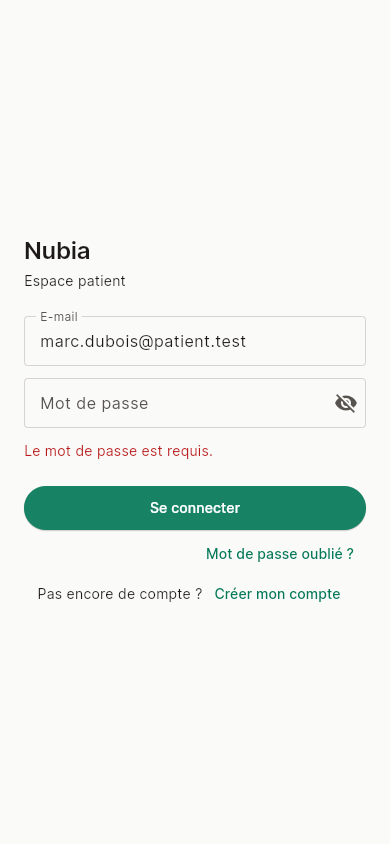 Nubia
Espace patient
E-mail
marc.dubois@patient.test
Mot de passe
Le mot de passe est requis.
Se connecter
Mot de passe oublié ?
Pas encore de compte ? Créer mon compte